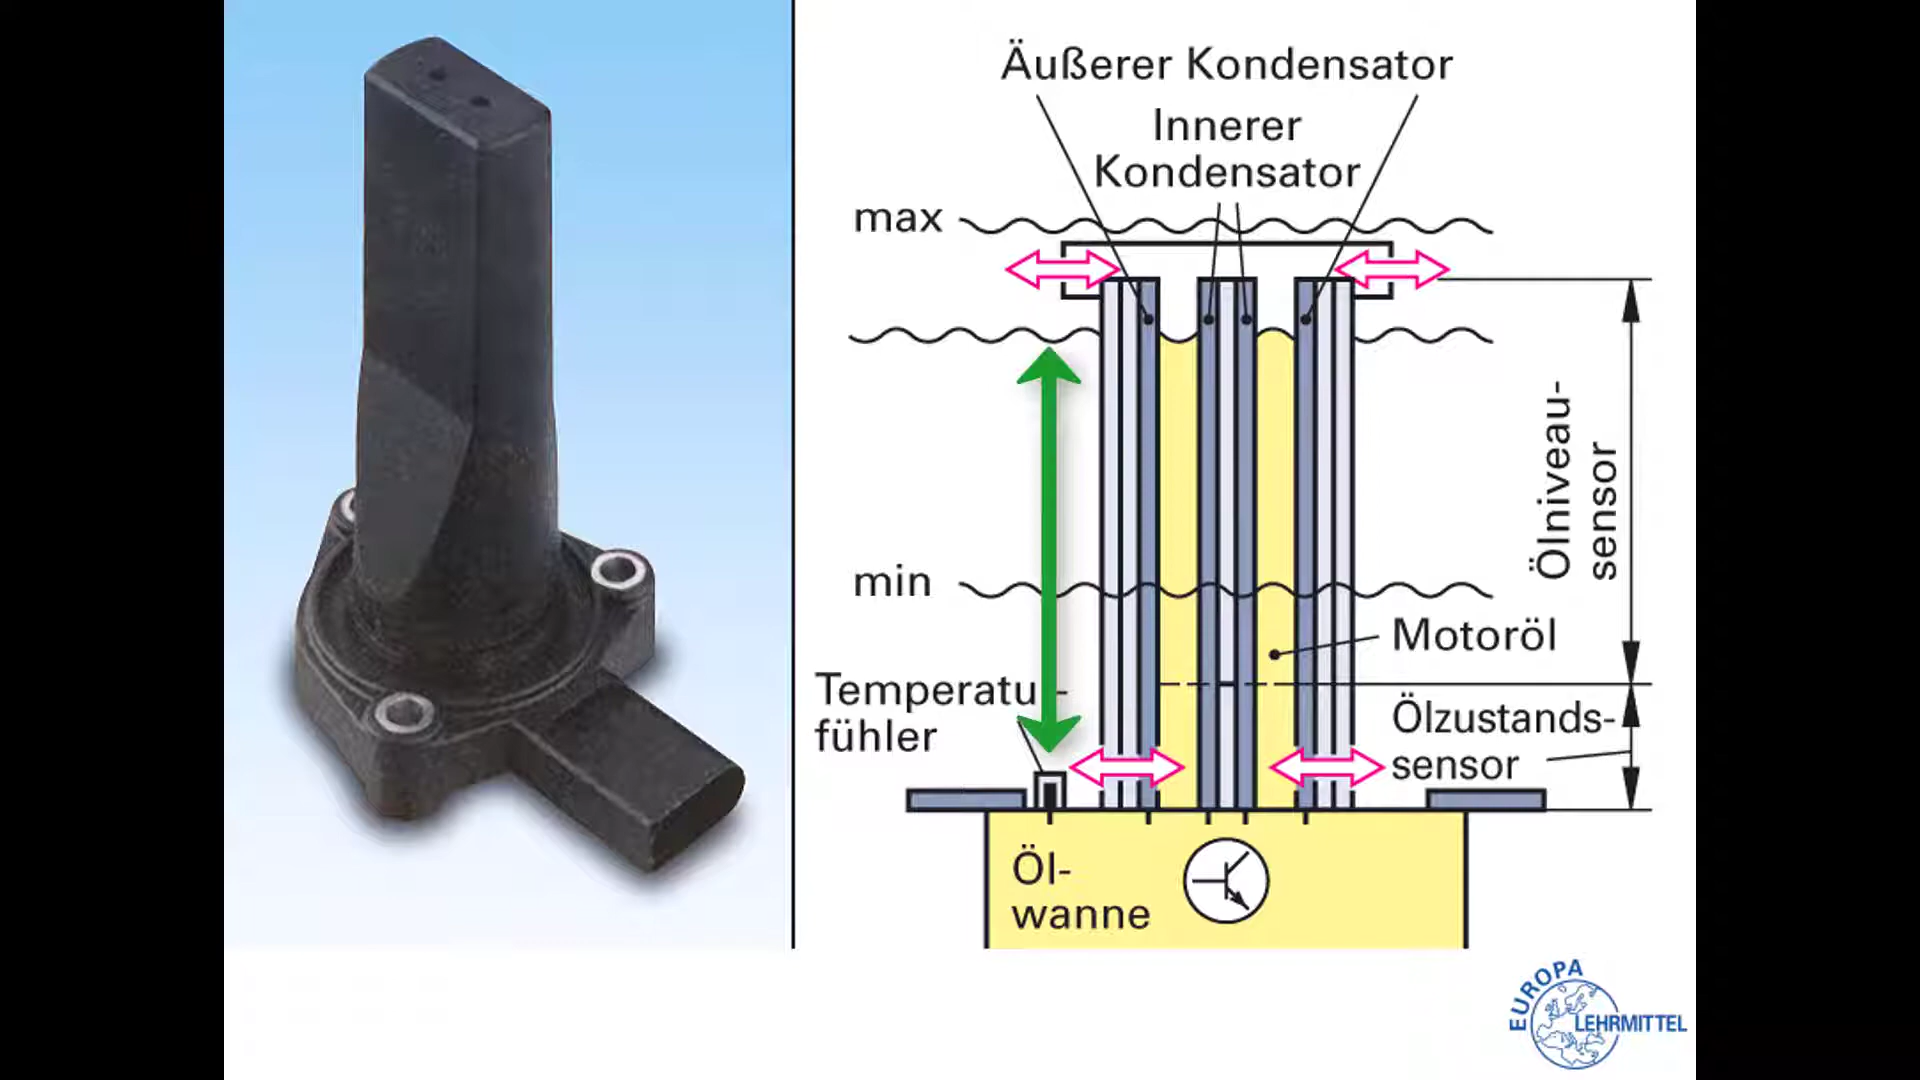 Äußerer Kondensator
Innerer
Kondensator
max
min
Ölniveau-
sensor
Motoröl
Temperatu -
fühler
Ölzustands-
sensor
Öl-
wanne
EUROPA
LEHRMITTEL